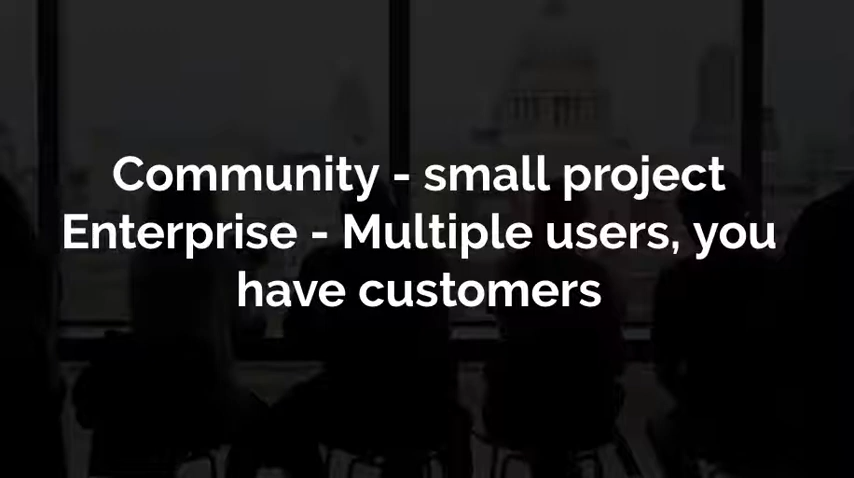 Community - small project
Enterprise - Multiple users, you
have customers